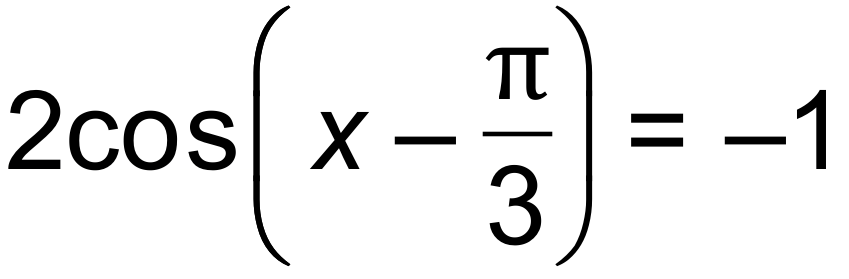 2cos(x − π/3) = −1